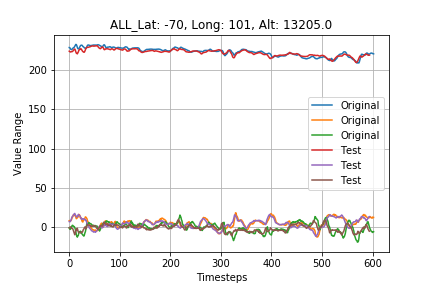 ALL_Lat: -70, Long: 101, Alt: 13205.0
Value Range
200
150
100
50
0
Original
Original
Original
Test
Test
Test
0 100 200 300 400 500 600
Timesteps